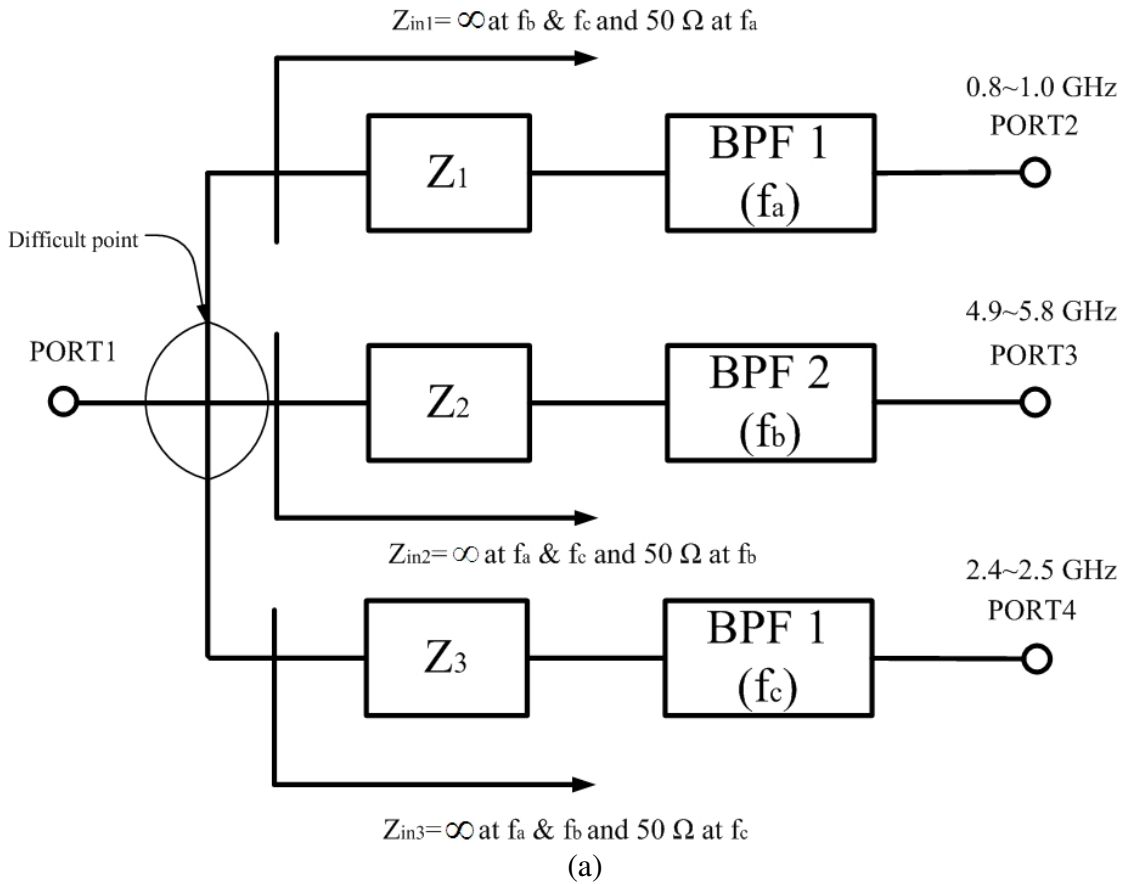 Zin1= ∞ at fb & fc and 50 Ω at fa
0.8~1.0 GHz
PORT2
Z1
BPF 1
(fa)
Difficult point
PORT1
4.9~5.8 GHz
PORT3
Z2
BPF 2
(fb)
Zin2= ∞ at fa & fc and 50 Ω at fb
2.4~2.5 GHz
PORT4
Z3
BPF 1
(fc)
Zin3= ∞ at fa & fb and 50 Ω at fc
(a)